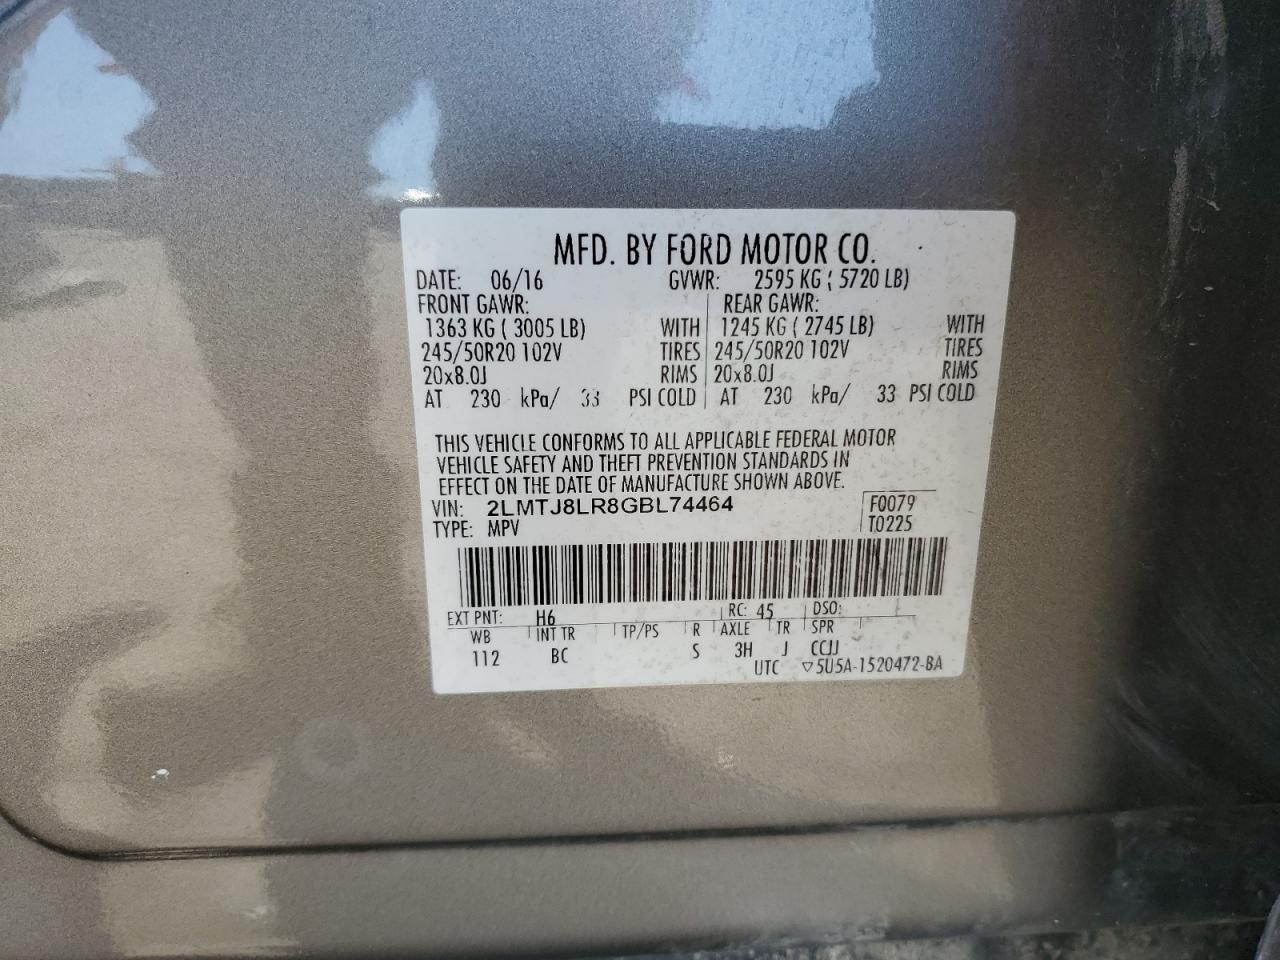 MFD. BY FORD MOTOR CO.
DATE: 06/16 GVWR: 2595 KG ( 5720 LB)
FRONT GAWR: REAR GAWR:
1363 KG ( 3005 LB) WITH 1245 KG ( 2745 LB) WITH
245/50R20 102V TIRES 245/50R20 102V TIRES
20x8.0J RIMS 20x8.0J RIMS
AT 230 kPa/ 33 PSI COLD AT 230 kPa/ 33 PSI COLD
THIS VEHICLE CONFORMS TO ALL APPLICABLE FEDERAL MOTOR
VEHICLE SAFETY AND THEFT PREVENTION STANDARDS IN
EFFECT ON THE DATE OF MANUFACTURE SHOWN ABOVE.
VIN: 2LMTJ8LR8GBL74464 F0079
TYPE: MPV T0225
EXT PNT: H6 RC: 45 DSO:
WB INT TR TP/PS R AXLE TR SPR
112 BC S 3H J CCJJ
UTC ▽5U5A-1520472-BA